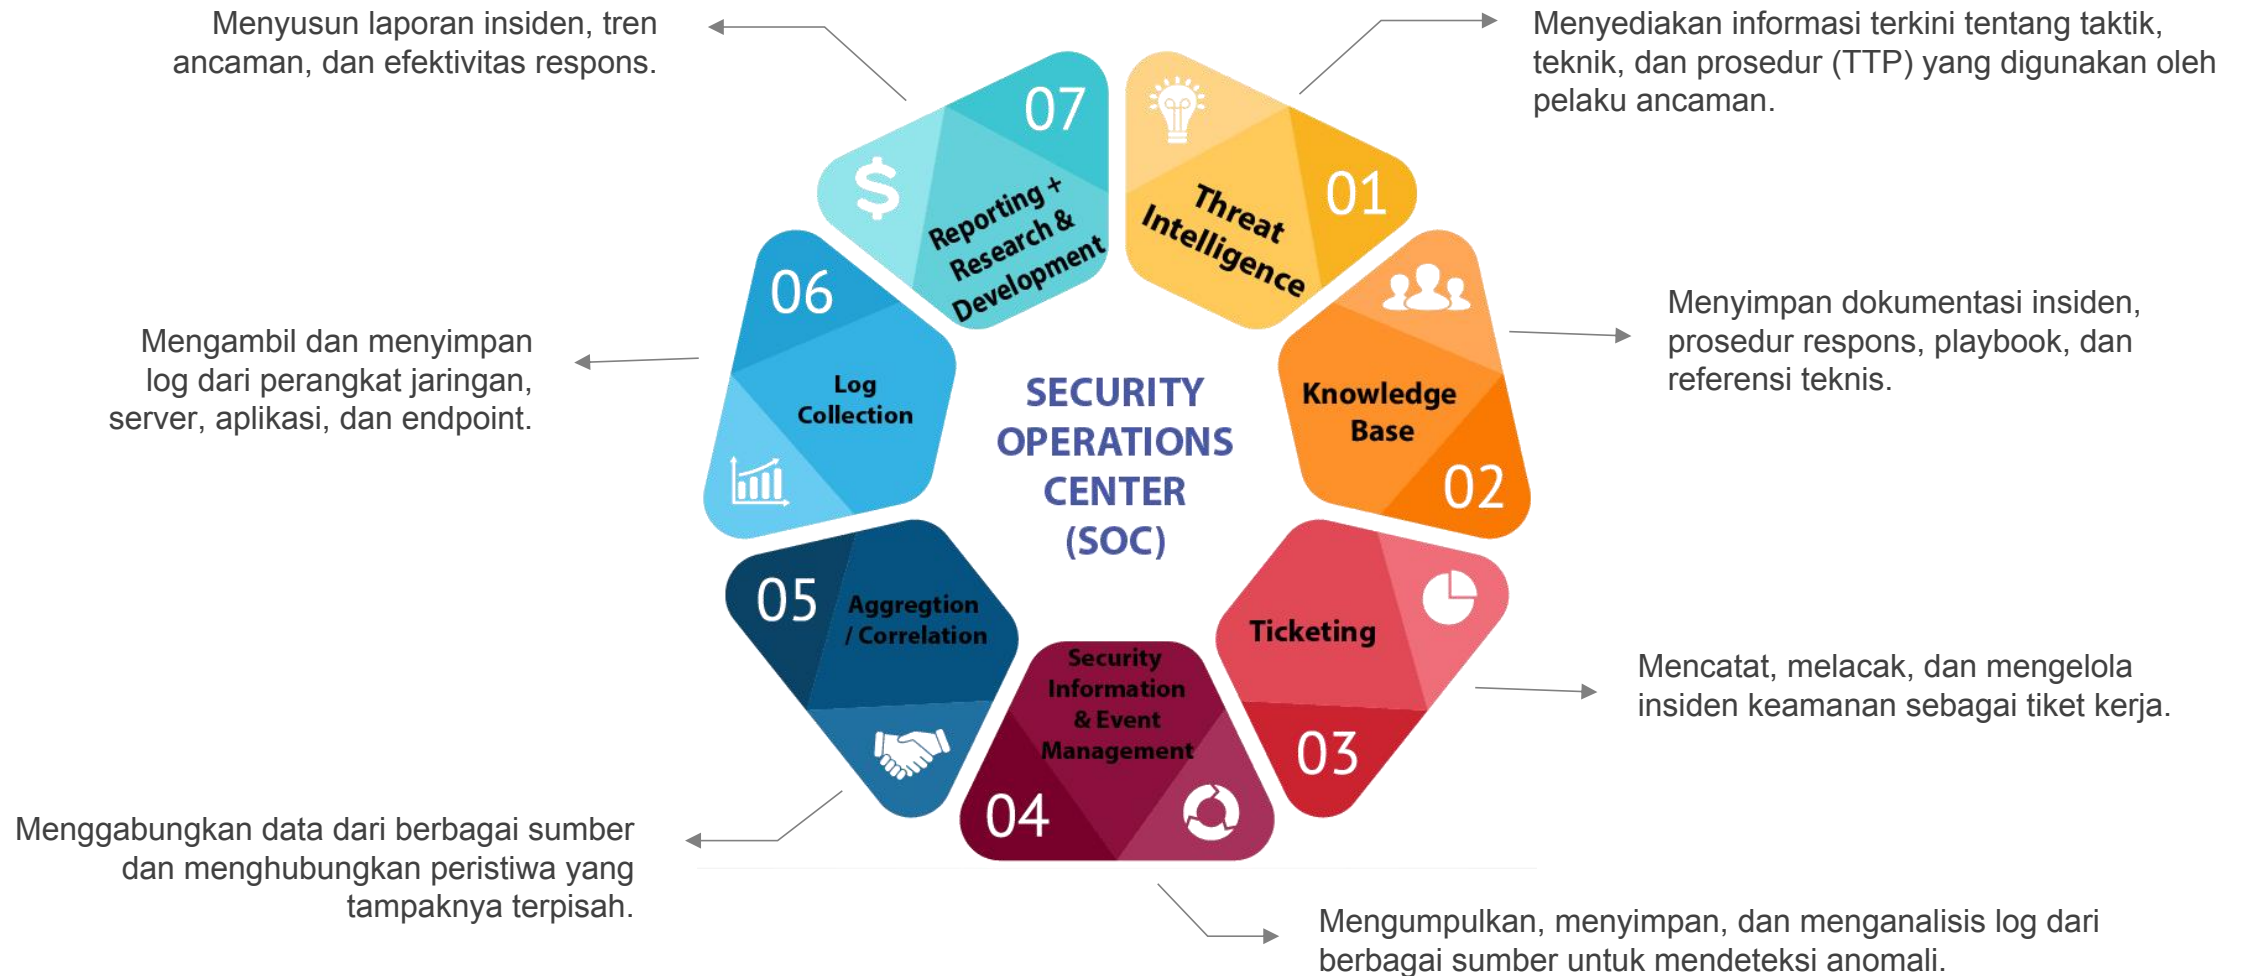 Menyusun laporan insiden, tren
ancaman, dan efektivitas respons.
Menyediakan informasi terkini tentang taktik,
teknik, dan prosedur (TTP) yang digunakan oleh
pelaku ancaman.
07
Reporting +
Research &
Development
01
Threat
Intelligence
06
Log
Collection
Mengambil dan menyimpan
log dari perangkat jaringan,
server, aplikasi, dan endpoint.
SECURITY
OPERATIONS
CENTER
(SOC)
Knowledge
Base
02
Menyimpan dokumentasi insiden,
prosedur respons, playbook, dan
referensi teknis.
05
Aggregtion
/ Correlation
Security
Information
& Event
Management
04
Ticketing
03
Mencatat, melacak, dan mengelola
insiden keamanan sebagai tiket kerja.
Menggabungkan data dari berbagai sumber
dan menghubungkan peristiwa yang
tampaknya terpisah.
Mengumpulkan, menyimpan, dan menganalisis log dari
berbagai sumber untuk mendeteksi anomali.